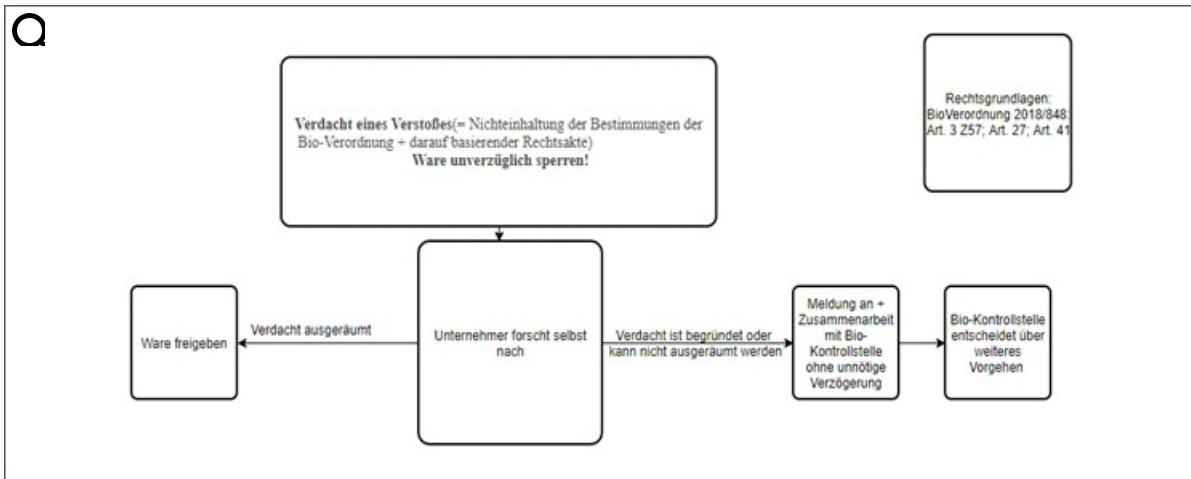 Verdacht eines Verstoßes(= Nichteinhaltung der Bestimmungen der
Bio-Verordnung + darauf basierender Rechtsakte)
Ware unverzüglich sperren!
Rechtsgrundlagen:
BioVerordnung 2018/848:
Art. 3 Z57; Art. 27; Art. 41
Ware freigeben
Verdacht ausgeräumt
Unternehmer forscht selbst
nach
Verdacht ist begründet oder
kann nicht ausgeräumt werden
Meldung an +
Zusammenarbeit
mit Bio-
Kontrollstelle
ohne unnötige
Verzögerung
Bio-Kontrollstelle
entscheidet über
weiteres
Vorgehen